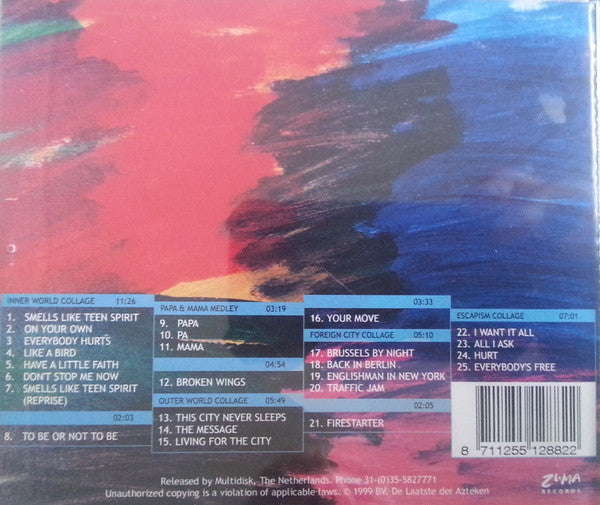 INNER WORLD COLLAGE 11:26
1. SMELLS LIKE TEEN SPIRIT
2. ON YOUR OWN
3 EVERYBODY HURTS
4. LIKE A BIRD
5. HAVE A LITTLE FAITH
6. DON'T STOP ME NOW
7. SMELLS LIKE TEEN SPIRIT
(REPRISE)
02:03
8. TO BE OR NOT TO BE
PAPA & MAMA MEDLEY 03:19
9. PAPA
10. PA
11. MAMA
04:54
12. BROKEN WINGS
OUTER WORLD COLLAGE 05:49
13. THIS CITY NEVER SLEEPS
14. THE MESSAGE
15. LIVING FOR THE CITY
03:33
16. YOUR MOVE
FOREIGN CITY COLLAGE 05:10
17. BRUSSELS BY NIGHT
18. BACK IN BERLIN
19. ENGLISHMAN IN NEW YORK
20. TRAFFIC JAM
02:05
21. FIRESTARTER
ESCAPISM COLLAGE 07:01
22. I WANT IT ALL
23. ALL I ASK
24. HURT
25. EVERYBODY'S FREE
8 711255 128822
Released by Multidisk, The Netherlands. Phone 31-(0)35-5827771
Unauthorized copying is a violation of applicable laws. © 1999 BV. De Laatste der Azteken
ZUMA
RECORDS